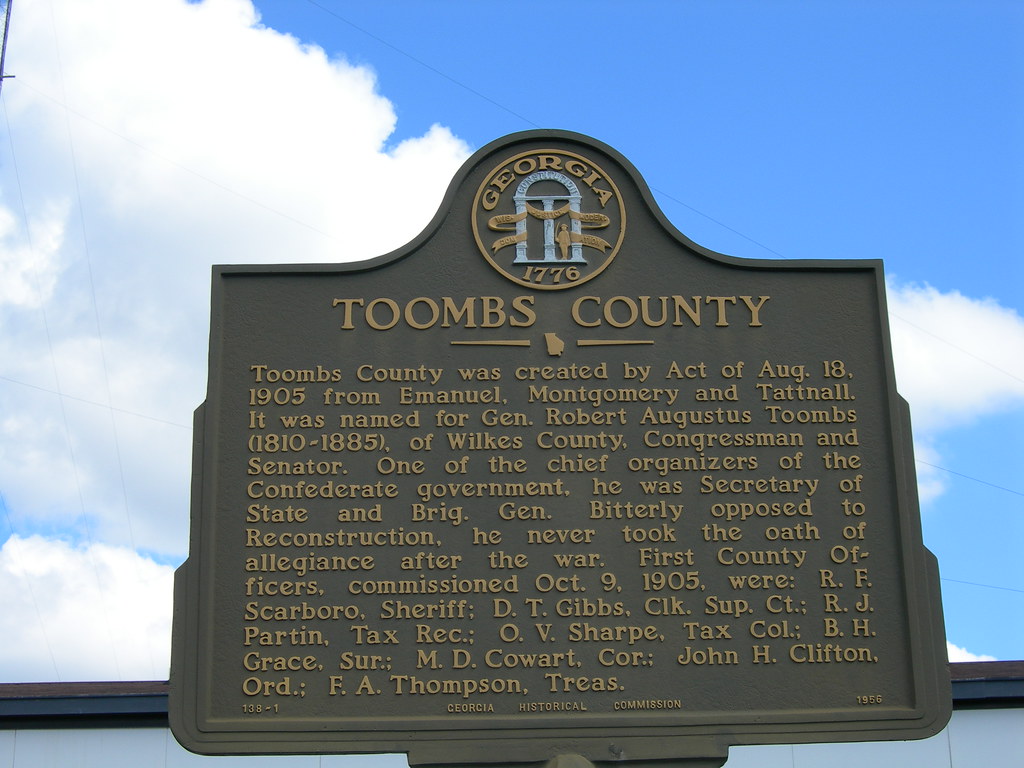 GEORGIA
1776
TOOMBS COUNTY
Toombs County was created by Act of Aug. 18,
1905 from Emanuel, Montgomery and Tattnall.
It was named for Gen. Robert Augustus Toombs
(1810-1885), of Wilkes County, Congressman and
Senator. One of the chief organizers of the
Confederate government, he was Secretary of
State and Brig. Gen. Bitterly opposed to
Reconstruction, he never took the oath of
allegiance after the war. First County Of-
ficers, commissioned Oct. 9, 1905, were: R. F.
Scarboro, Sheriff; D. T. Gibbs, Clk. Sup. Ct.; R. J.
Partin, Tax Rec.; O. V. Sharpe, Tax Col.; B. H.
Grace, Sur.; M. D. Cowart, Cor.; John H. Clifton,
Ord.; F. A. Thompson, Treas.
138-1 GEORGIA HISTORICAL COMMISSION 1956